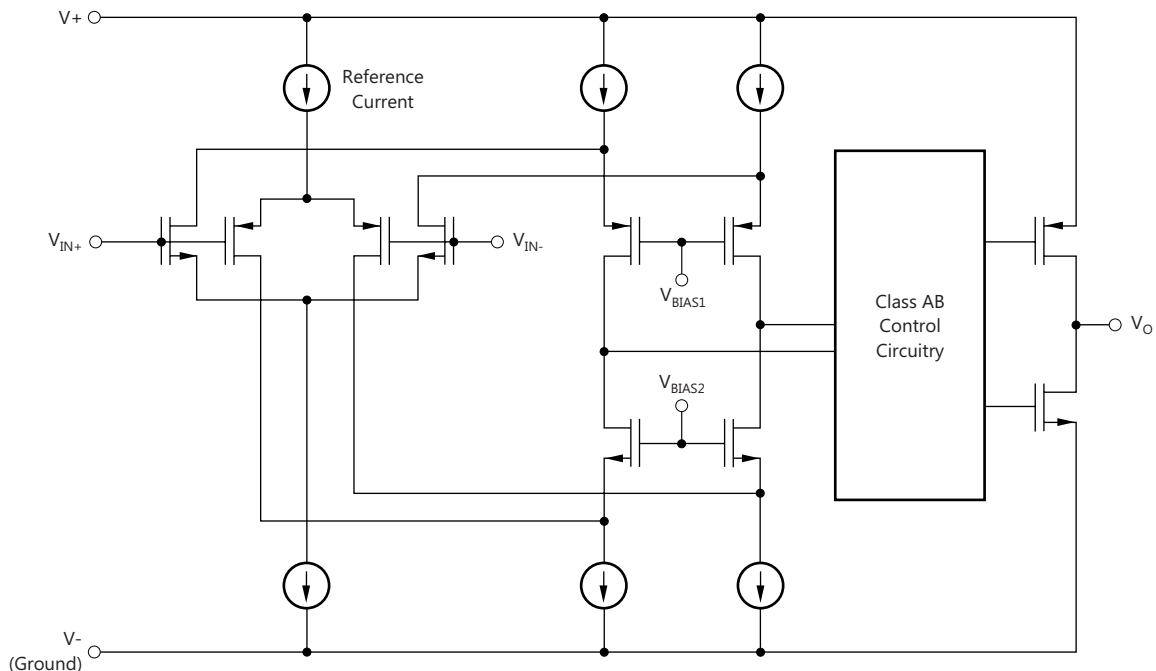 V+
Reference
Current
V_IN+
V_IN-
V_BIAS1
Class AB
Control
Circuitry
V_O
V_BIAS2
V-
(Ground)